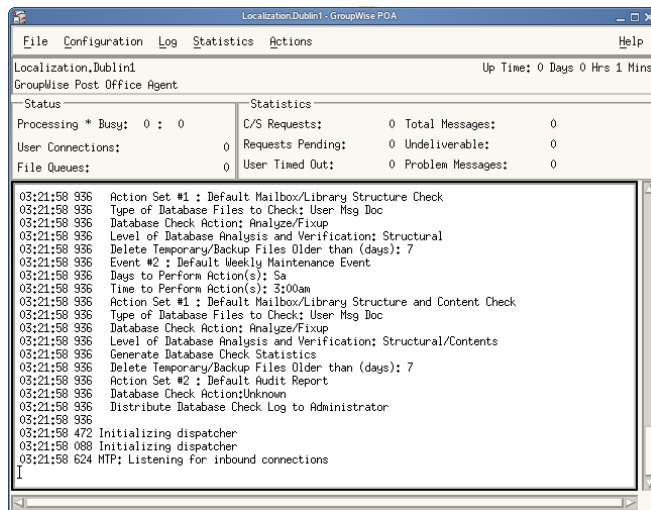 Localization.Dublin1 - GroupWise POA
File Configuration Log Statistics Actions Help
Localization.Dublin1 Up Time: 0 Days 0 Hrs 1 Mins
GroupWise Post Office Agent
Status
Processing * Busy: 0 : 0
User Connections: 0
File Queues: 0
Statistics
C/S Requests: 0 Total Messages: 0
Requests Pending: 0 Undeliverable: 0
User Timed Out: 0 Problem Messages: 0
03:21:58 936 Action Set #1 : Default Mailbox/Library Structure Check
03:21:58 936 Type of Database Files to Check: User Msg Doc
03:21:58 936 Database Check Action: Analyze/Fixup
03:21:58 936 Level of Database Analysis and Verification: Structural
03:21:58 936 Delete Temporary/Backup Files Older than (days): 7
03:21:58 936 Event #2 : Default Weekly Maintenance Event
03:21:58 936 Days to Perform Action(s): Sa
03:21:58 936 Time to Perform Action(s): 3:00am
03:21:58 936 Action Set #1 : Default Mailbox/Library Structure and Content Check
03:21:58 936 Type of Database Files to Check: User Msg Doc
03:21:58 936 Database Check Action: Analyze/Fixup
03:21:58 936 Level of Database Analysis and Verification: Structural/Contents
03:21:58 936 Generate Database Check Statistics
03:21:58 936 Delete Temporary/Backup Files Older than (days): 7
03:21:58 936 Action Set #2 : Default Audit Report
03:21:58 936 Database Check Action:Unknown
03:21:58 936 Distribute Database Check Log to Administrator
03:21:58 936
03:21:58 472 Initializing dispatcher
03:21:58 088 Initializing dispatcher
03:21:58 624 MTP: Listening for inbound connections